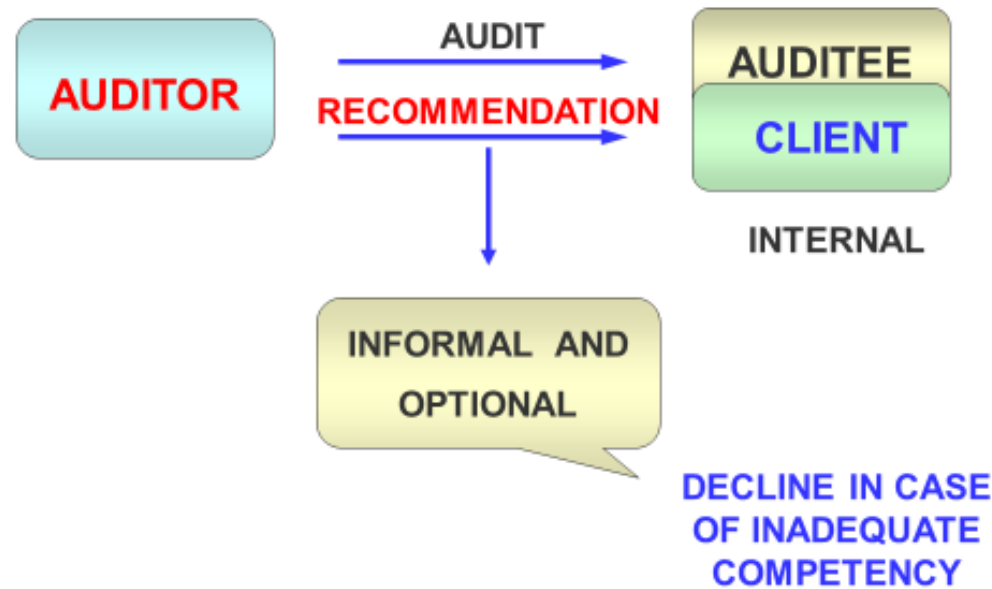 AUDITOR
AUDIT
RECOMMENDATION
AUDITEE
CLIENT
INTERNAL
INFORMAL AND
OPTIONAL
DECLINE IN CASE
OF INADEQUATE
COMPETENCY